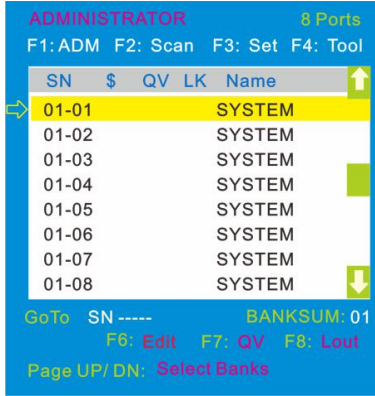 ADMINISTRATOR 8 Ports
F1: ADM F2: Scan F3: Set F4: Tool
SN $ QV LK Name
01-01 SYSTEM
01-02 SYSTEM
01-03 SYSTEM
01-04 SYSTEM
01-05 SYSTEM
01-06 SYSTEM
01-07 SYSTEM
01-08 SYSTEM
GoTo SN ----- BANKSUM: 01
F6: Edit F7: QV F8: Lout
Page UP/ DN: Select Banks